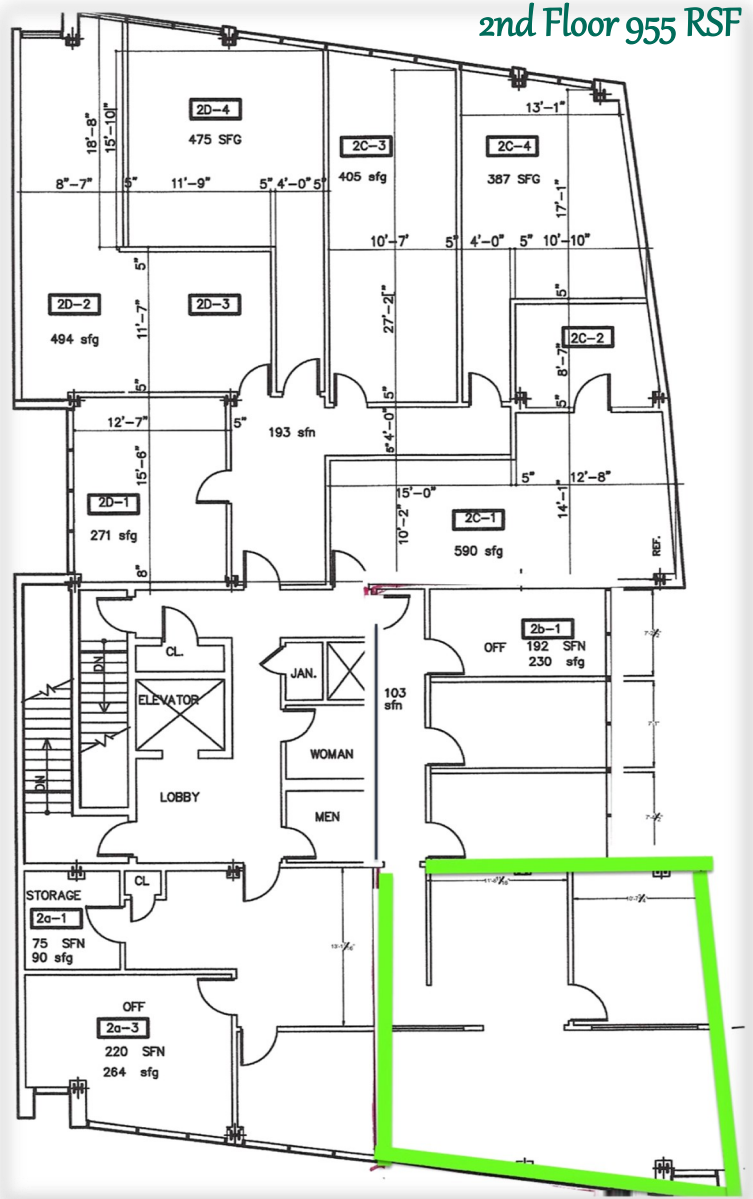 2nd Floor 955 RSF
2D-4
475 SFG
18'-8"
15'-10"
13'-1"
2C-3
405 sfg
2C-4
387 SFG
17'-1"
8"-7"
5"
11'-9"
5"
4'-0"
5"
10'-7'
5"
4'-0"
5"
10'-10"
5"
2D-2
2D-3
494 sfg
11'-7"
27'-2"
5"
2C-2
8'-7"
5"
5"
5"
12'-7"
5"
193 sfn
4'-0"
5"
15'-6"
2D-1
271 sfg
8"
15'-0"
5"
12'-8"
10'-2"
14'-1"
2C-1
590 sfg
REF.
2b-1
OFF
192 SFN
230 sfg
CL.
DN
JAN.
ELEVATOR
103
sfn
WOMAN
DN
LOBBY
MEN
STORAGE
CL
2a-1
75 SFN
90 sfg
OFF
2a-3
220 SFN
264 sfg